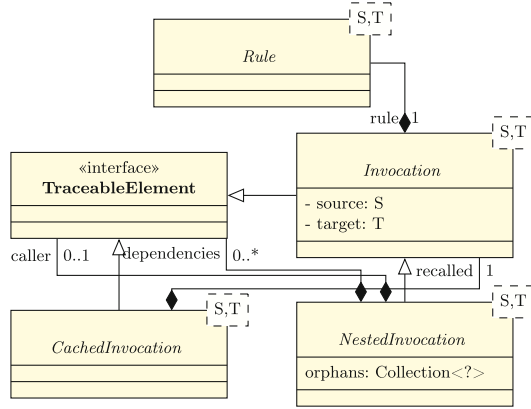 S,T
Rule
rule 1
S,T
Invocation
- source: S
- target: T
«interface»
TraceableElement
caller 0..1
dependencies 0..*
recalled 1
S,T
CachedInvocation
S,T
NestedInvocation
orphans: Collection<?>